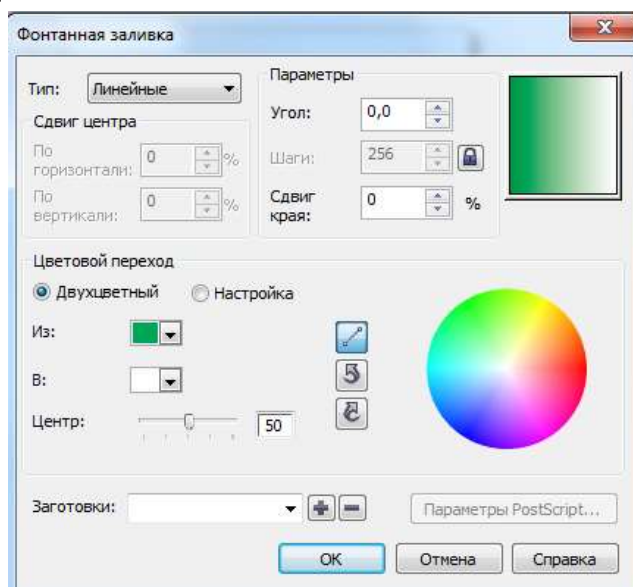 Фонтанная заливка
Тип: Линейные
Параметры
Угол: 0,0
Шаги: 256
Сдвиг края: 0 %
Сдвиг центра
По горизонтали: 0 %
По вертикали: 0 %
Цветовой переход
Двухцветный Настройка
Из:
В:
Центр: 50
Заготовки:
Параметры PostScript...
OK Отмена Справка